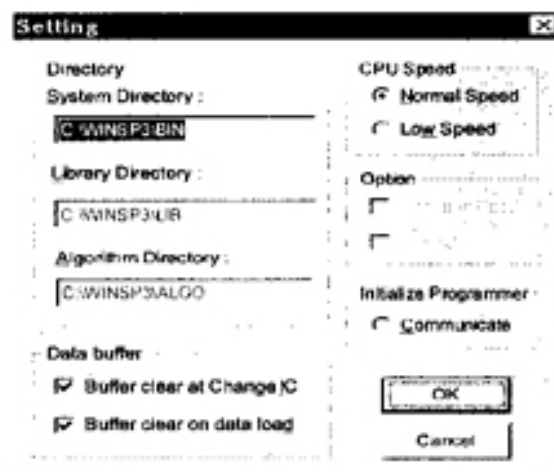 Setting
Directory
System Directory :
C:\WINSP3\BIN
Library Directory :
C:\WINSP3\LIB
Algorithm Directory :
C:\WINSP3\ALGO
Data buffer
Buffer clear at Change IC
Buffer clear on data load
CPU Speed
Normal Speed
Low Speed
Option
Initialize Programmer
Communicate
OK
Cancel